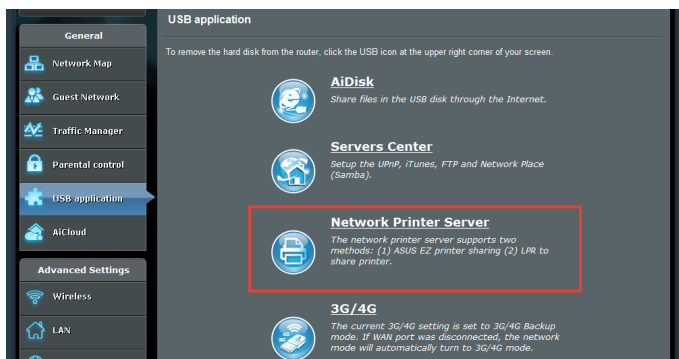 USB application
General
To remove the hard disk from the router, click the USB icon at the upper right corner of your screen.
Network Map
Guest Network
Traffic Manager
Parental control
USB application
AiCloud
Advanced Settings
Wireless
LAN
AiDisk
Share files in the USB disk through the Internet.
Servers Center
Setup the UPnP, iTunes, FTP and Network Place
(Samba).
Network Printer Server
The network printer server supports two
methods: (1) ASUS EZ printer sharing (2) LPR to
share printer.
3G/4G
The current 3G/4G setting is set to 3G/4G Backup
mode. If WAN port was disconnected, the network
mode will automatically turn to 3G/4G mode.